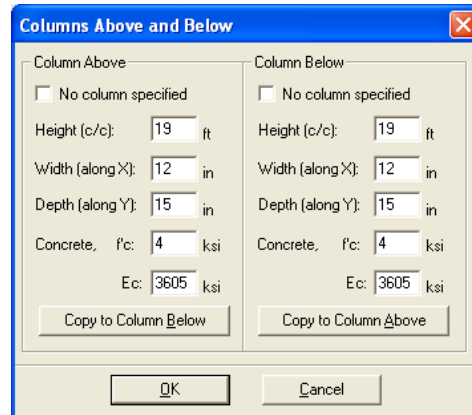 Columns Above and Below
Column Above
No column specified
Height (c/c): 19 ft
Width (along X): 12 in
Depth (along Y): 15 in
Concrete, f'c: 4 ksi
Ec: 3605 ksi
Copy to Column Below
Column Below
No column specified
Height (c/c): 19 ft
Width (along X): 12 in
Depth (along Y): 15 in
Concrete, f'c: 4 ksi
Ec: 3605 ksi
Copy to Column Above
OK
Cancel